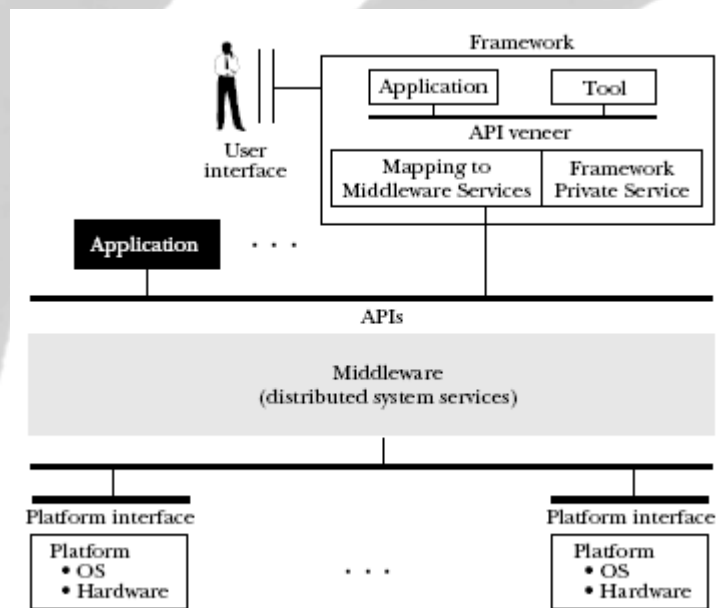 Framework
Application
Tool
API veneer
User
interface
Mapping to
Middleware Services
Framework
Private Service
Application
. . .
APIs
Middleware
(distributed system services)
Platform interface
Platform interface
Platform
• OS
• Hardware
. . .
Platform
• OS
• Hardware